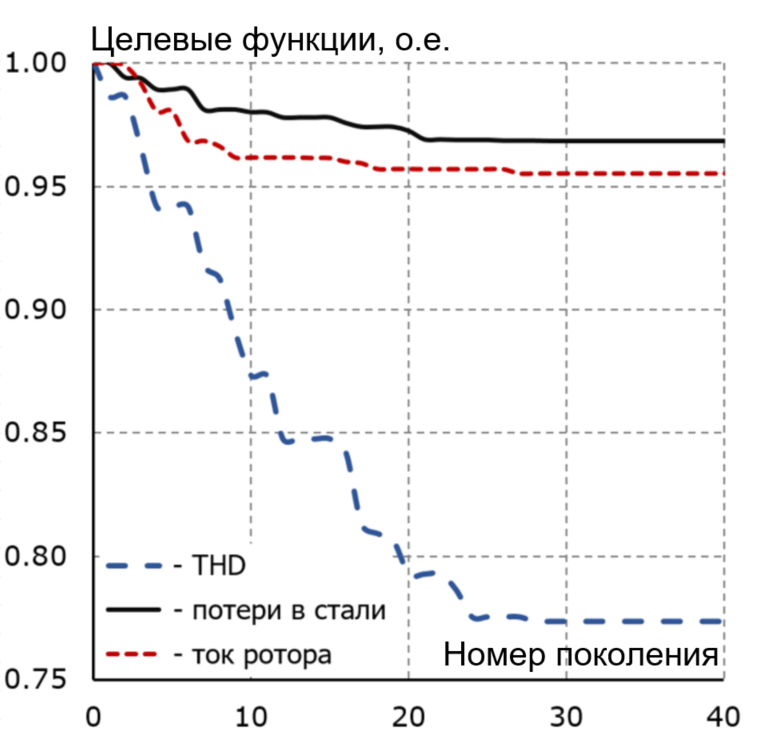 Целевые функции, о.е.
1.00
0.95
0.90
0.85
0.80
- THD
- потери в стали
- ток ротора
Номер поколения
0.75
0 10 20 30 40